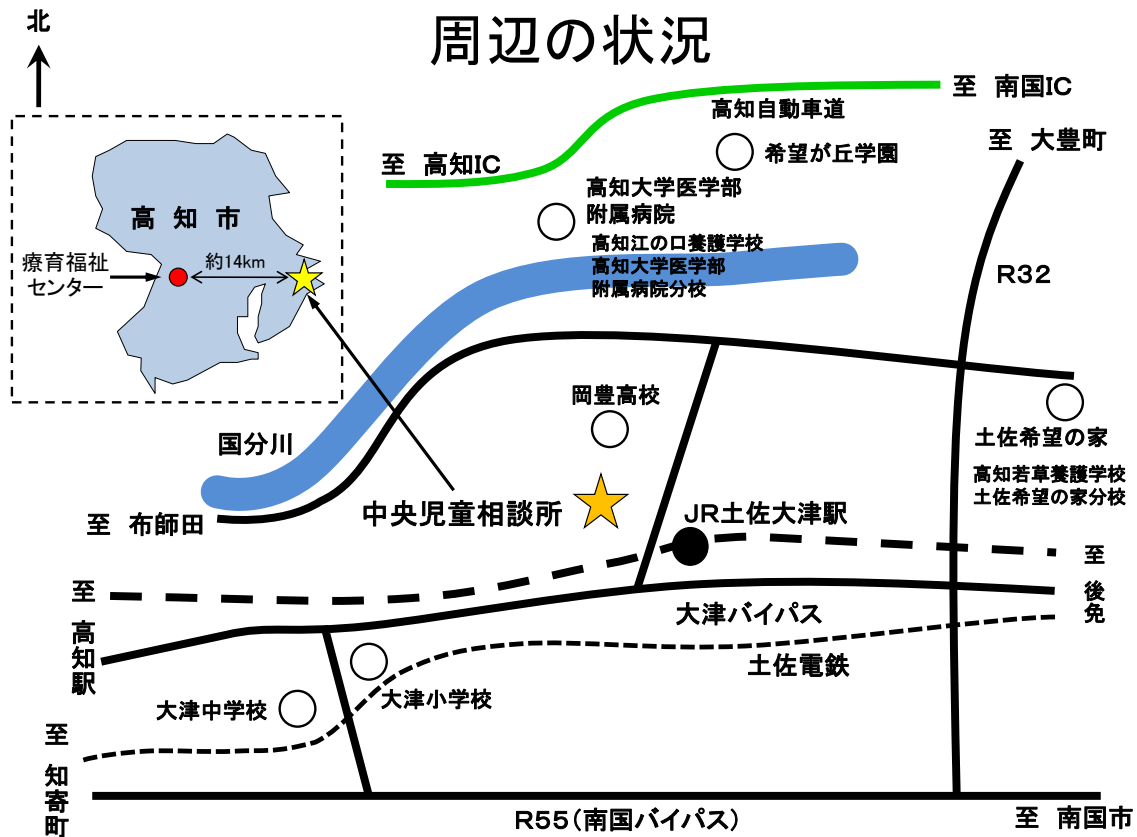 北
周辺の状況
至 南国IC
高知自動車道
至 大豊町
希望が丘学園
至 高知IC
高知大学医学部
附属病院
高知江の口養護学校
高知大学医学部
附属病院分校
高知市
療育福祉
センター
約14km
R32
岡豊高校
国分川
土佐希望の家
高知若草養護学校
土佐希望の家分校
中央児童相談所
JR土佐大津駅
至 布師田
至 後免
至 高知駅
大津バイパス
土佐電鉄
大津小学校
大津中学校
至 知寄町
R55(南国バイパス)
至 南国市